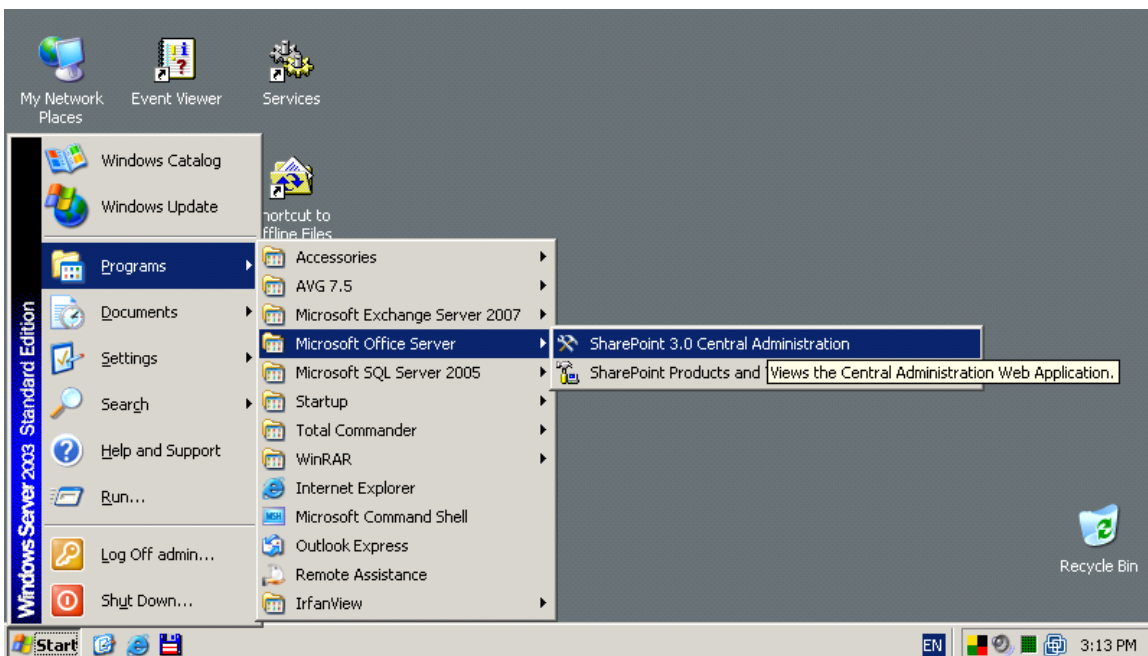 My Network
Places
Event Viewer
Services
hortcut to
ffline Files
Windows Server 2003 Standard Edition
Windows Catalog
Windows Update
Programs
Documents
Settings
Search
Help and Support
Run...
Log Off admin...
Shut Down...
Accessories
AVG 7.5
Microsoft Exchange Server 2007
Microsoft Office Server
Microsoft SQL Server 2005
Startup
Total Commander
WinRAR
Internet Explorer
Microsoft Command Shell
Outlook Express
Remote Assistance
IrfanView
SharePoint 3.0 Central Administration
SharePoint Products and
Views the Central Administration Web Application.
Recycle Bin
Start
EN
3:13 PM